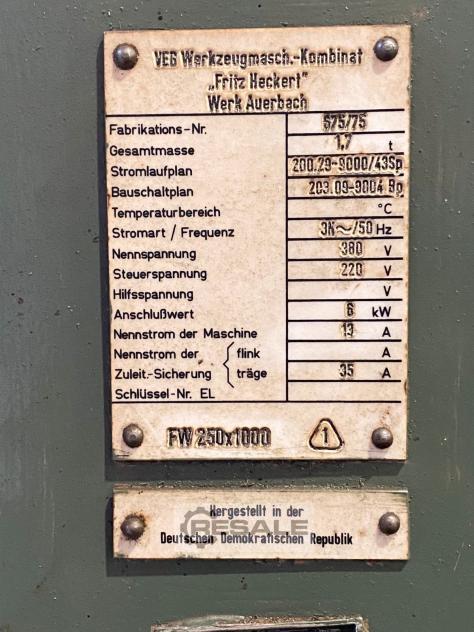 VEB Werkzeugmasch.-Kombinat
„Fritz Heckert"
Werk Auerbach
Fabrikations-Nr. 675/75
Gesamtmasse 1,7 t
Stromlaufplan 200.29-9000/43Sp
Bauschaltplan 203.09-9004 Bp
Temperaturbereich °C
Stromart / Frequenz 3N~/50 Hz
Nennspannung 380 V
Steuerspannung 220 V
Hilfsspannung V
Anschlußwert 6 kW
Nennstrom der Maschine 13 A
Nennstrom der flink A
Zuleit.-Sicherung träge 35 A
Schlüssel-Nr. EL
FW 250x1000 1
Hergestellt in der
RESALE
Deutschen Demokratischen Republik